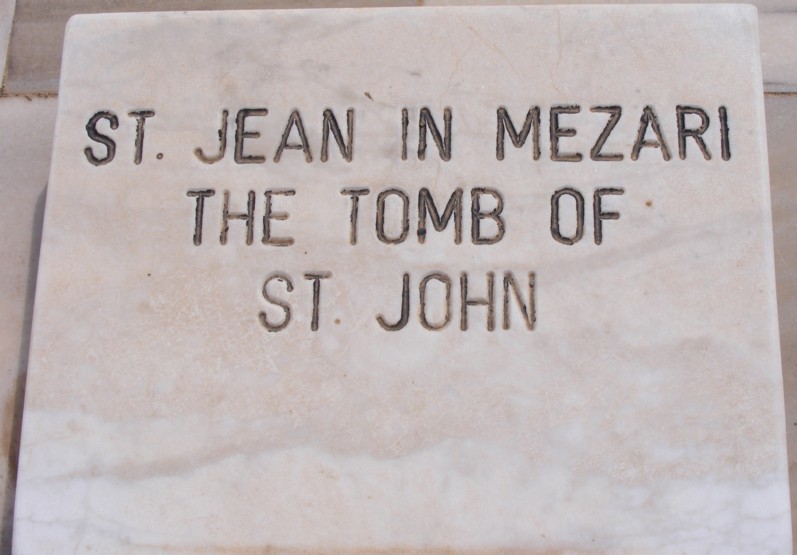 ST. JEAN IN MEZARI
THE TOMB OF
ST. JOHN